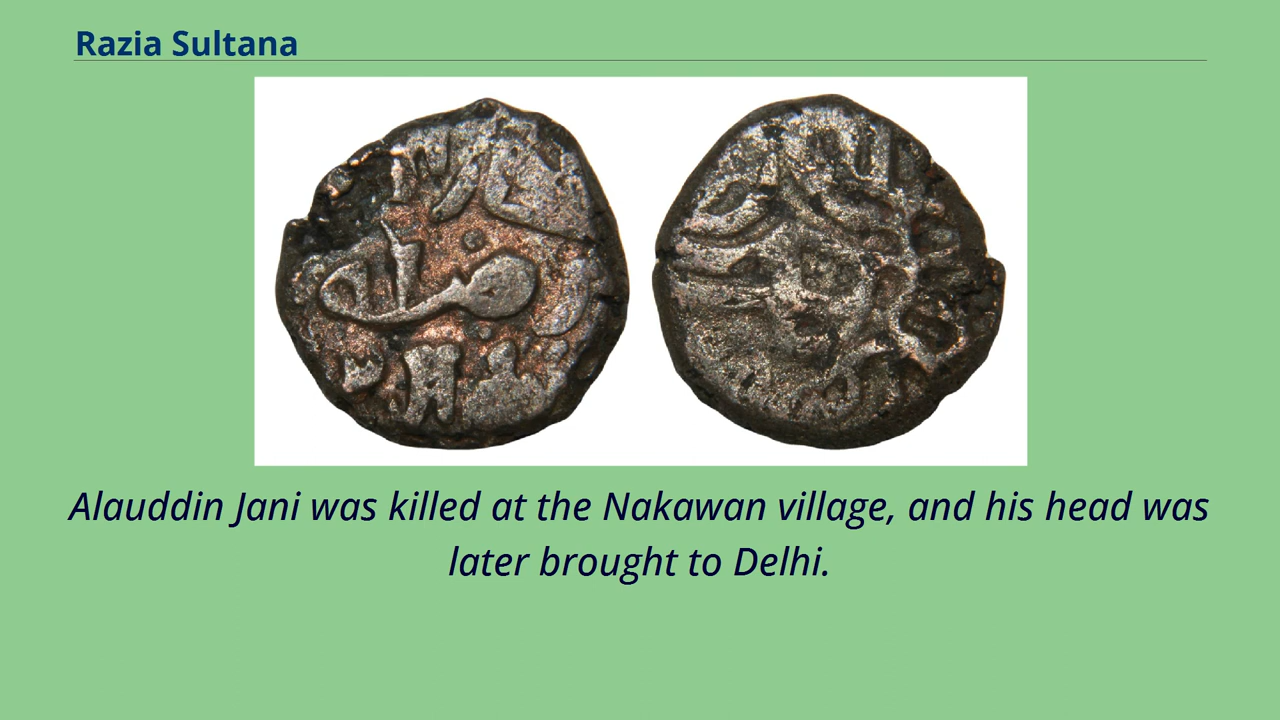 Razia Sultana
Alauddin Jani was killed at the Nakawan village, and his head was
later brought to Delhi.